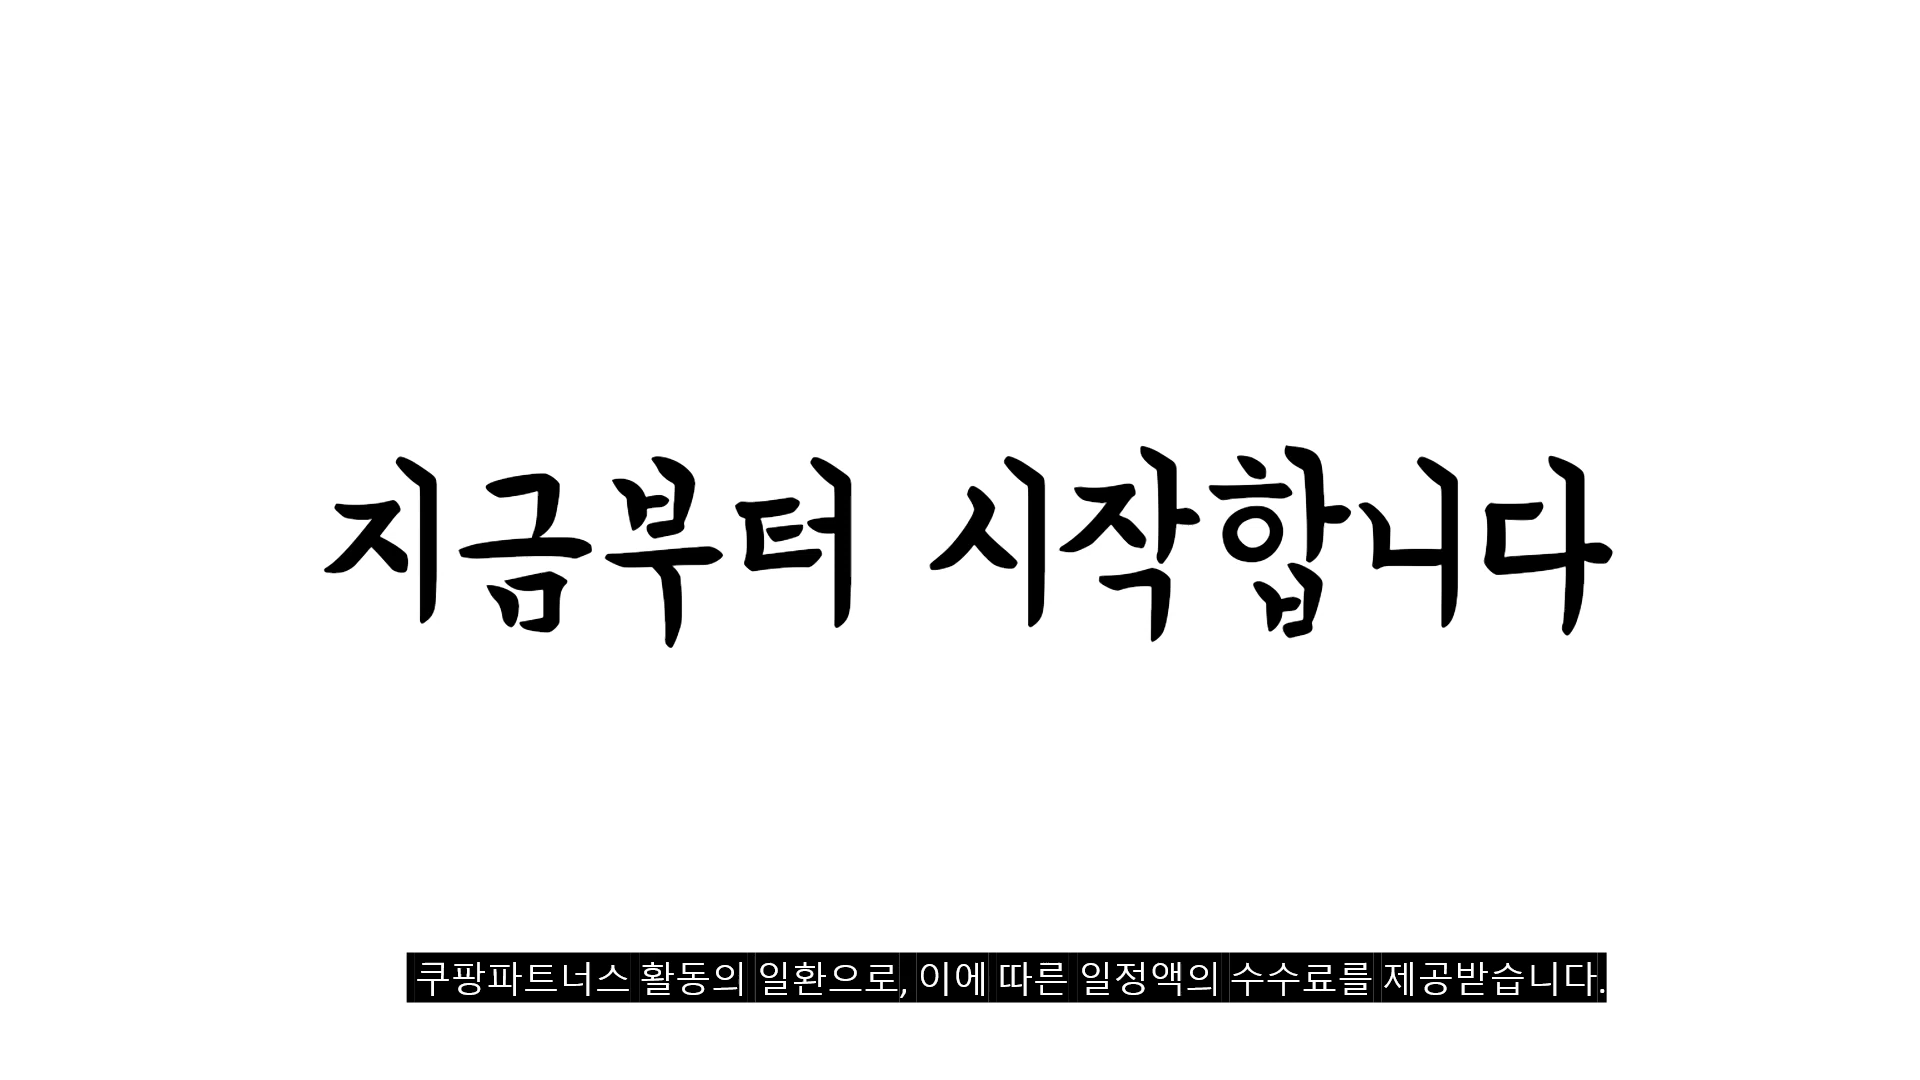 지금부터 시작합니다
쿠팡파트너스 활동의 일환으로, 이에 따른 일정액의 수수료를 제공받습니다.